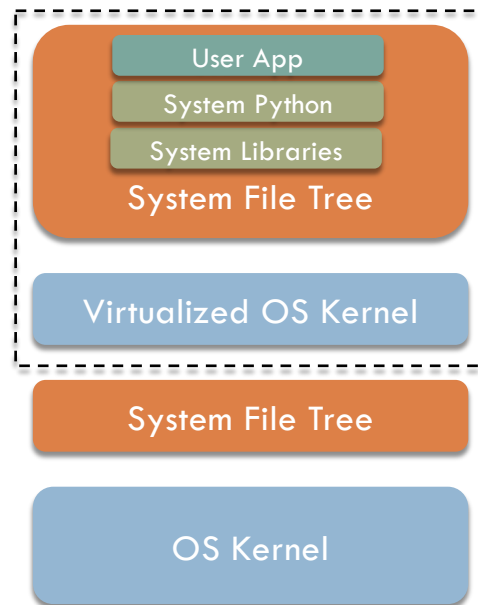 User App
System Python
System Libraries
System File Tree
Virtualized OS Kernel
System File Tree
OS Kernel